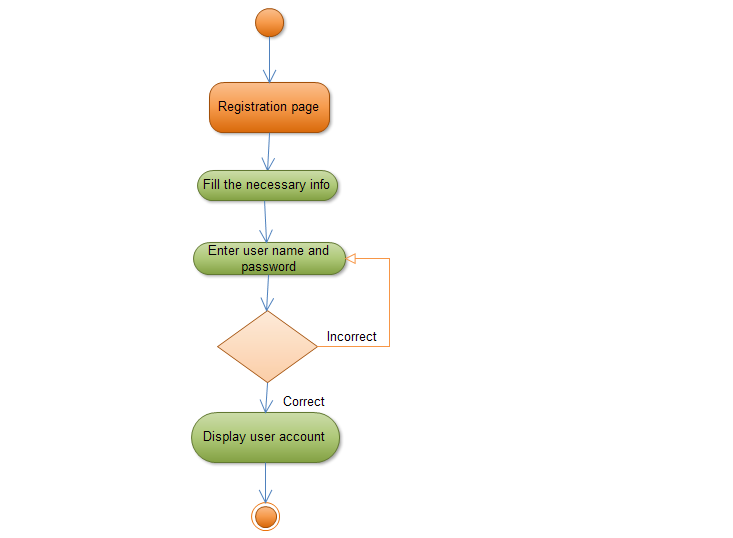 Registration page
Fill the necessary info
Enter user name and
password
Incorrect
Correct
Display user account